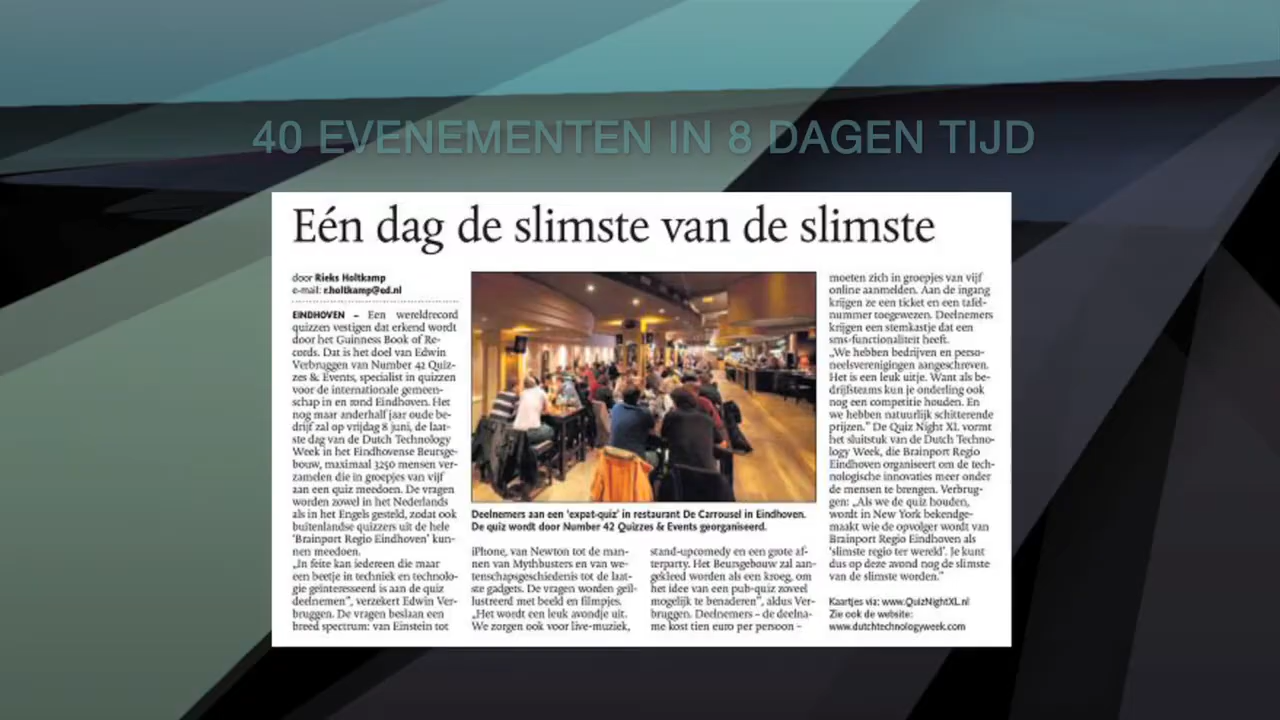 40 EVENEMENTEN IN 8 DAGEN TIJD
Eén dag de slimste van de slimste
door Rieks Holtkamp
e-mail: r.holtkamp@ed.nl
EINDHOVEN – Een wereldrecord
quizzen vestigen dat erkend wordt
door het Guinness Book of Re-
cords. Dat is het doel van Edwin
Verbruggen van Number 42 Quiz-
zes & Events, specialist in quizzen
voor de internationale gemeen-
schap in en rond Eindhoven. Het
nog maar anderhalf jaar oude be-
drijf zal op vrijdag 8 juni, de laat-
ste dag van de Dutch Technology
Week in het Eindhovense Beursge-
bouw, maximaal 3250 mensen ver-
zamelen die in groepjes van vijf
aan een quiz meedoen. De vragen
worden zowel in het Nederlands
als in het Engels gesteld, zodat ook
buitenlandse quizzers uit de hele
'Brainport Regio Eindhoven' kun-
nen meedoen.
„In feite kan iedereen die maar
een beetje in techniek en technolo-
gie geïnteresseerd is aan de quiz
deelnemen", verzekert Edwin Ver-
bruggen. De vragen beslaan een
breed spectrum: van Einstein tot
Deelnemers aan een 'expat-quiz' in restaurant De Carrousel in Eindhoven.
De quiz wordt door Number 42 Quizzes & Events georganiseerd.
iPhone, van Newton tot de man-
nen van Mythbusters en van we-
tenschapsgeschiedenis tot de laat-
ste gadgets. De vragen worden geïl-
lustreerd met beeld en filmpjes.
„Het wordt een leuk avondje uit.
We zorgen ook voor live-muziek,
stand-upcomedy en een grote af-
terparty. Het Beursgebouw zal aan-
gekleed worden als een kroeg, om
het idee van een pub-quiz zoveel
mogelijk te benaderen", aldus Ver-
bruggen. Deelnemers – de deelna-
me kost tien euro per persoon –
moeten zich in groepjes van vijf
online aanmelden. Aan de ingang
krijgen ze een ticket en een tafel-
nummer toegewezen. Deelnemers
krijgen een stemkastje dat een
sms-functionaliteit heeft.
„We hebben bedrijven en perso-
neelsverenigingen aangeschreven.
Het is een leuk uitje. Want als be-
drijfsteams kun je onderling ook
nog een competitie houden. En
we hebben natuurlijk schitterende
prijzen." De Quiz Night XL vormt
het sluitstuk van de Dutch Techno-
logy Week, die Brainport Regio
Eindhoven organiseert om de tech-
nologische innovaties meer onder
de mensen te brengen. Verbrug-
gen: „Als we de quiz houden,
wordt in New York bekendge-
maakt wie de opvolger wordt van
Brainport Regio Eindhoven als
'slimste regio ter wereld'. Je kunt
dus op deze avond nog de slimste
van de slimste worden."
Kaartjes via: www.QuizNightXL.nl
Zie ook de website:
www.dutchtechnologyweek.com